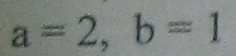 a = 2, b = 1